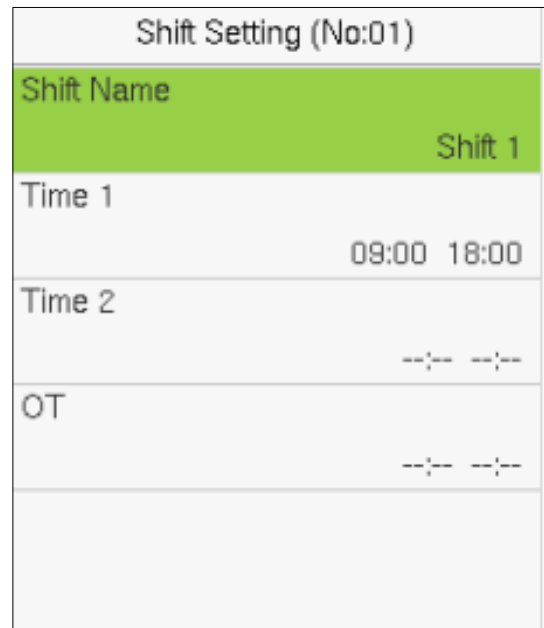 Shift Setting (No:01)
Shift Name
Shift 1
Time 1
09:00 18:00
Time 2
--:-- --:--
OT
--:-- --:--